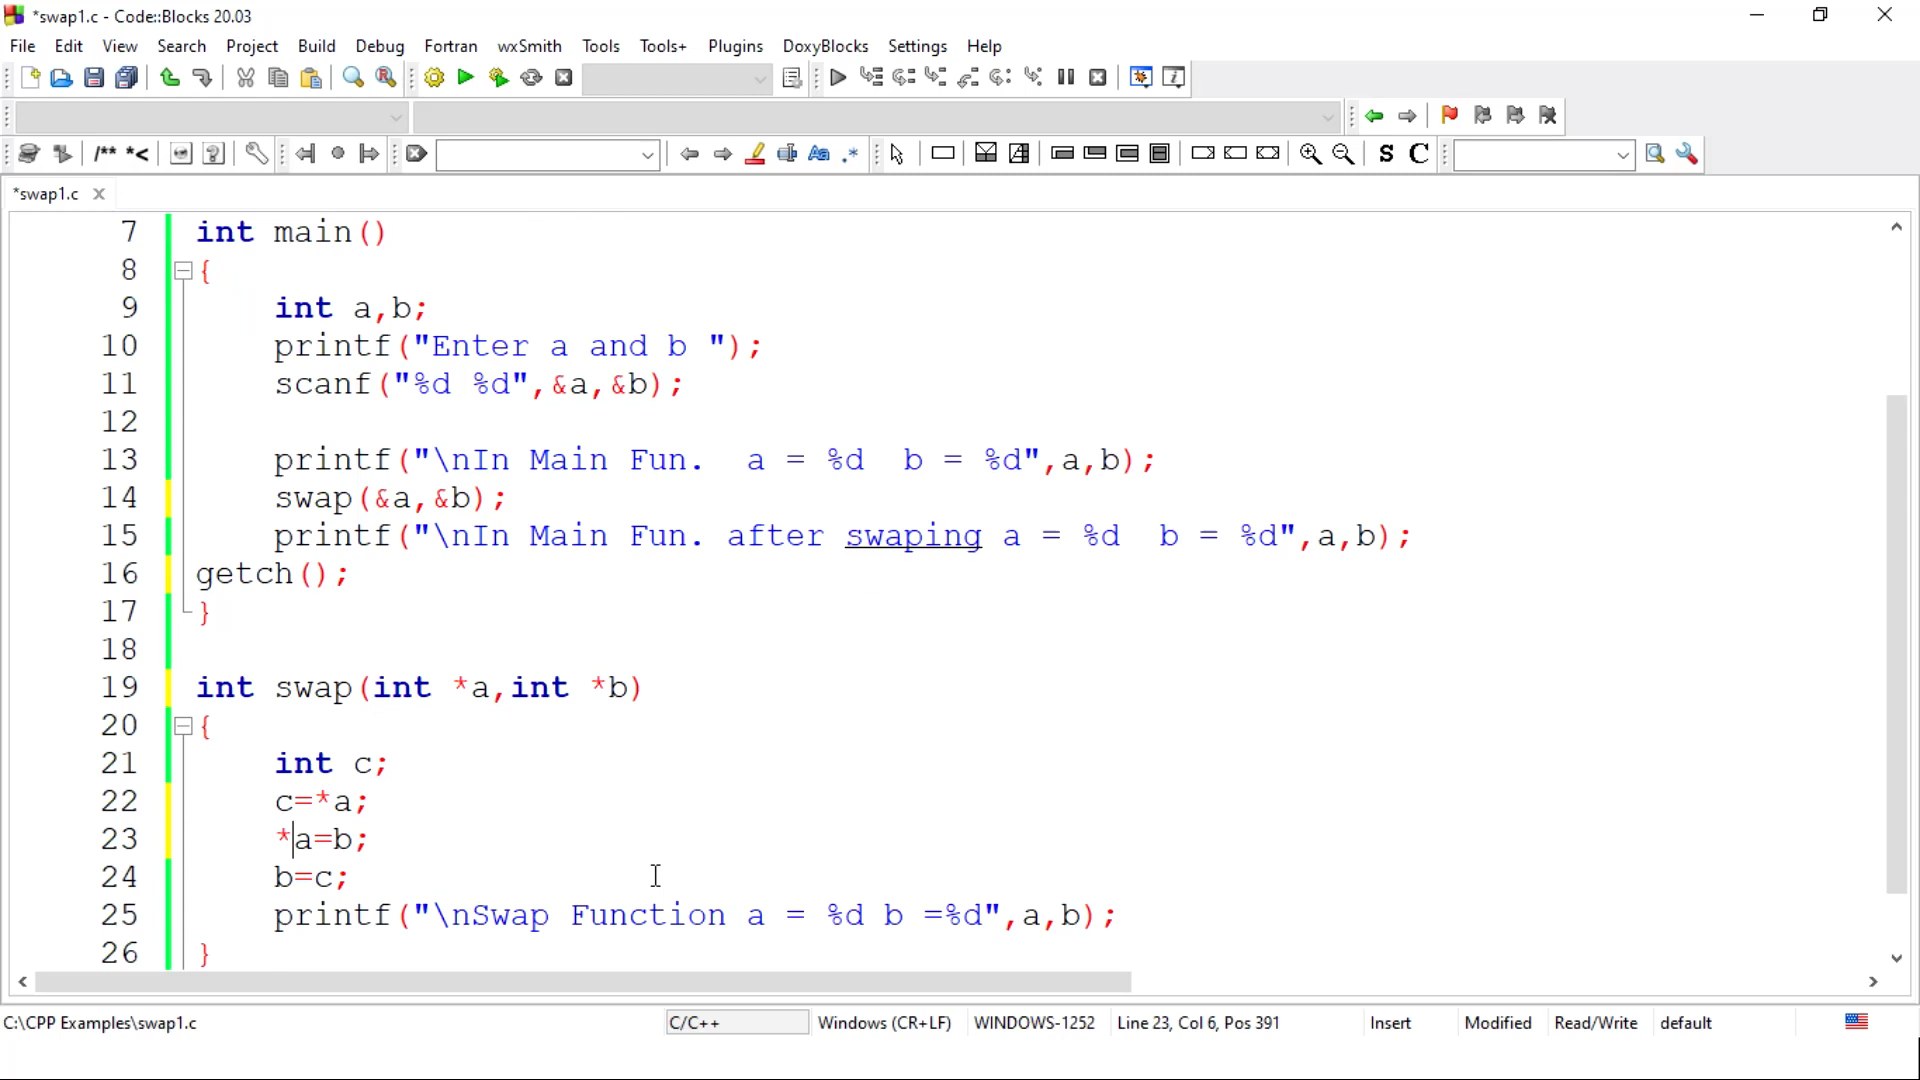 *swap1.c - Code::Blocks 20.03
File Edit View Search Project Build Debug Fortran wxSmith Tools Tools+ Plugins DoxyBlocks Settings Help
/** *< Aa .* S C
*swap1.c
7 int main()
8 {
9 int a,b;
10 printf("Enter a and b ");
11 scanf("%d %d",&a,&b);
12
13 printf("\nIn Main Fun.  a = %d  b = %d",a,b);
14 swap(&a,&b);
15 printf("\nIn Main Fun. after swaping a = %d  b = %d",a,b);
16 getch();
17 }
18
19 int swap(int *a,int *b)
20 {
21 int c;
22 c=*a;
23 *a=b;
24 b=c;
25 printf("\nSwap Function a = %d b =%d",a,b);
26 }
C:\CPP Examples\swap1.c C/C++ Windows (CR+LF) WINDOWS-1252 Line 23, Col 6, Pos 391 Insert Modified Read/Write default